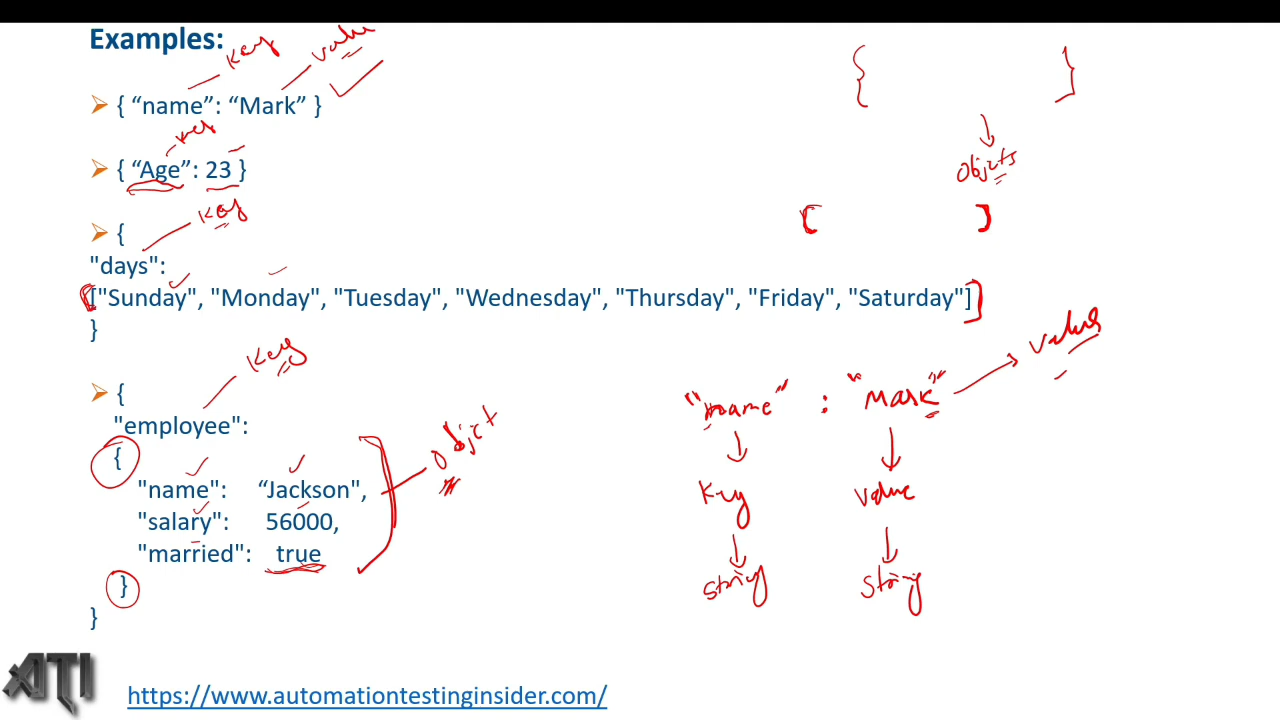 Examples:
key value
{ “name”: “Mark” }
key
{ “Age”: 23 }
key
{
"days":
["Sunday", "Monday", "Tuesday", "Wednesday", "Thursday", "Friday", "Saturday"]
}
key
{
"employee":
{
"name": “Jackson",
"salary": 56000,
"married": true
}
}
object
{ }
objects
[ ]
"name" : "Mark" value
key value
string string
ATI
https://www.automationtestinginsider.com/